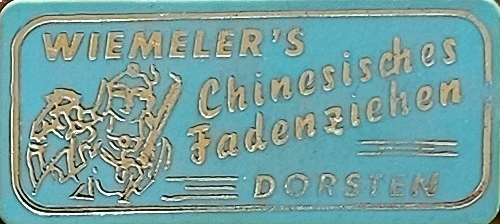 WIEMELER'S
Chinesisches
Fadenziehen
DORSTEN